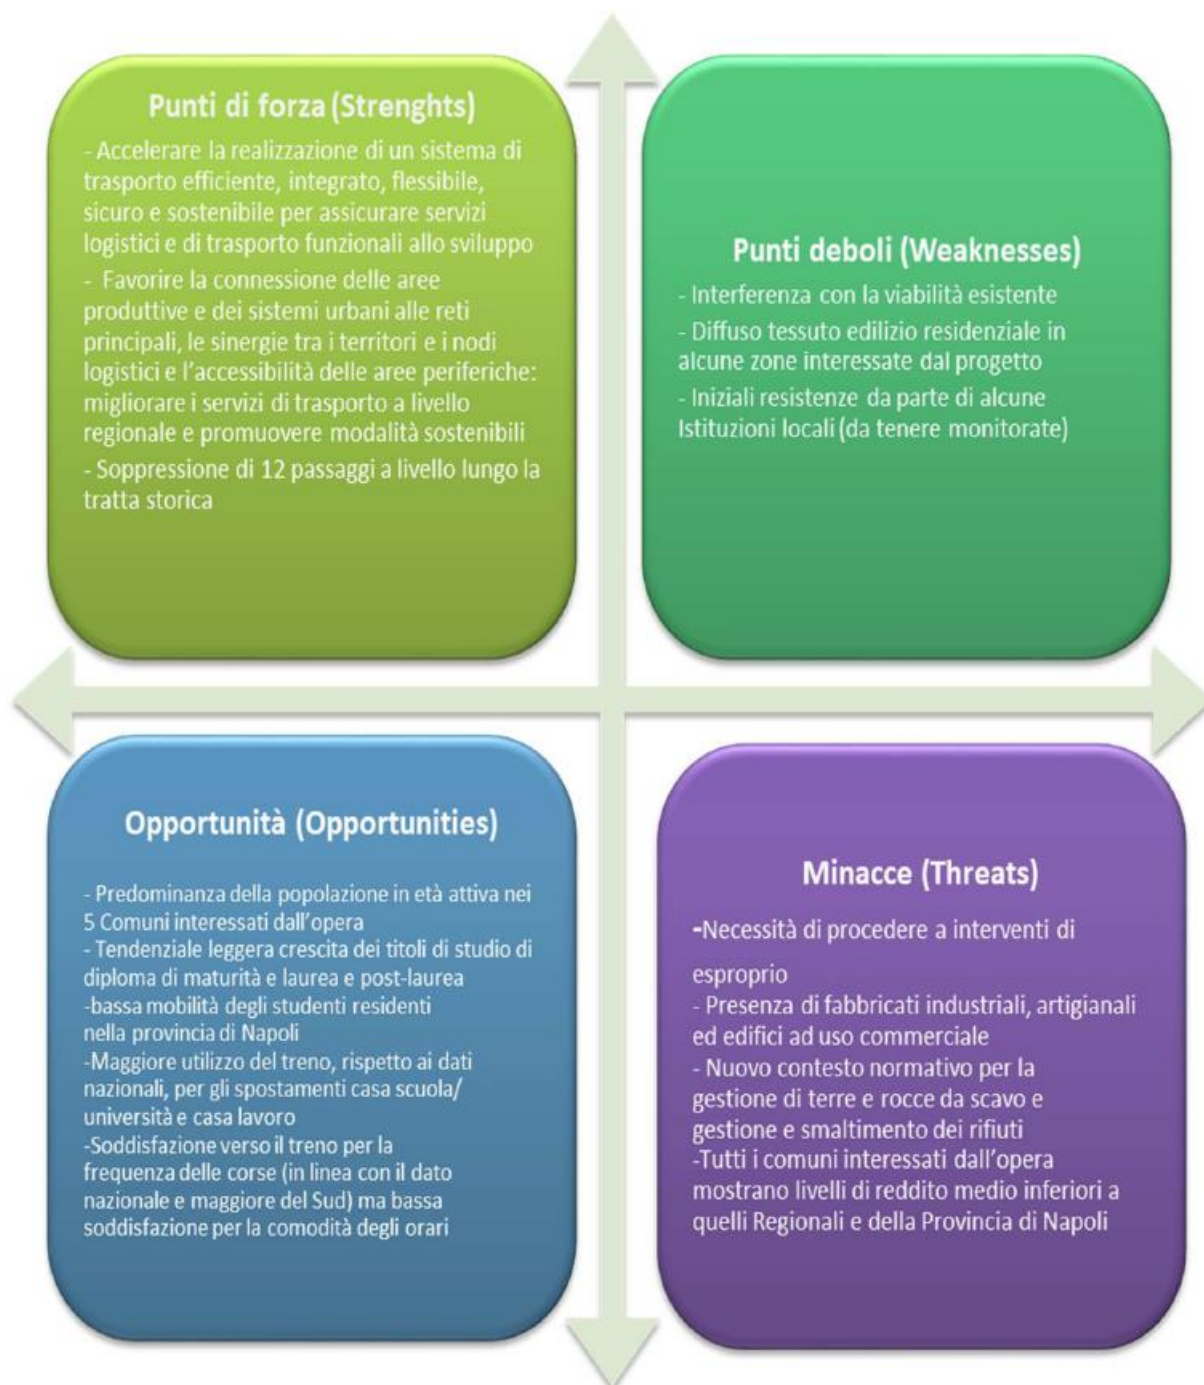 Punti di forza (Strenghts)
- Accelerare la realizzazione di un sistema di
trasporto efficiente, integrato, flessibile,
sicuro e sostenibile per assicurare servizi
logistici e di trasporto funzionali allo sviluppo
- Favorire la connessione delle aree
produttive e dei sistemi urbani alle reti
principali, le sinergie tra i territori e i nodi
logistici e l'accessibilità delle aree periferiche:
migliorare i servizi di trasporto a livello
regionale e promuovere modalità sostenibili
- Soppressione di 12 passaggi a livello lungo la
tratta storica
Punti deboli (Weaknesses)
- Interferenza con la viabilità esistente
- Diffuso tessuto edilizio residenziale in
alcune zone interessate dal progetto
- Iniziali resistenze da parte di alcune
Istituzioni locali (da tenere monitorate)
Opportunità (Opportunities)
- Predominanza della popolazione in età attiva nei
5 Comuni interessati dall'opera
- Tendenziale leggera crescita dei titoli di studio di
diploma di maturità e laurea e post-laurea
-bassa mobilità degli studenti residenti
nella provincia di Napoli
-Maggiore utilizzo del treno, rispetto ai dati
nazionali, per gli spostamenti casa scuola/
università e casa lavoro
-Soddisfazione verso il treno per la
frequenza delle corse (in linea con il dato
nazionale e maggiore del Sud) ma bassa
soddisfazione per la comodità degli orari
Minacce (Threats)
-Necessità di procedere a interventi di
esproprio
- Presenza di fabbricati industriali, artigianali
ed edifici ad uso commerciale
- Nuovo contesto normativo per la
gestione di terre e rocce da scavo e
gestione e smaltimento dei rifiuti
-Tutti i comuni interessati dall'opera
mostrano livelli di reddito medio inferiori a
quelli Regionali e della Provincia di Napoli